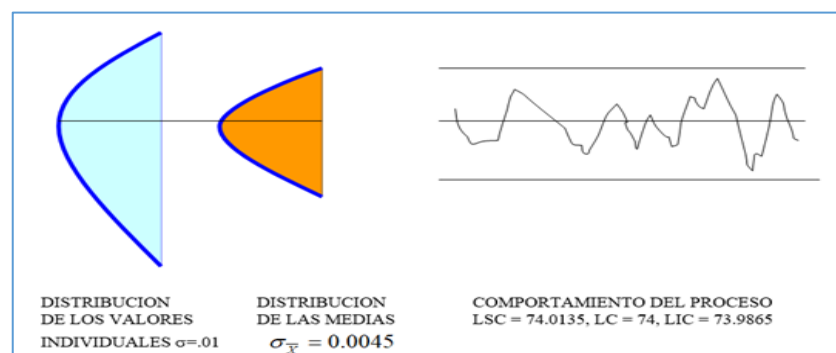 DISTRIBUCION
DE LOS VALORES
INDIVIDUALES σ=.01
DISTRIBUCION
DE LAS MEDIAS
σx̅ = 0.0045
COMPORTAMIENTO DEL PROCESO
LSC = 74.0135, LC = 74, LIC = 73.9865